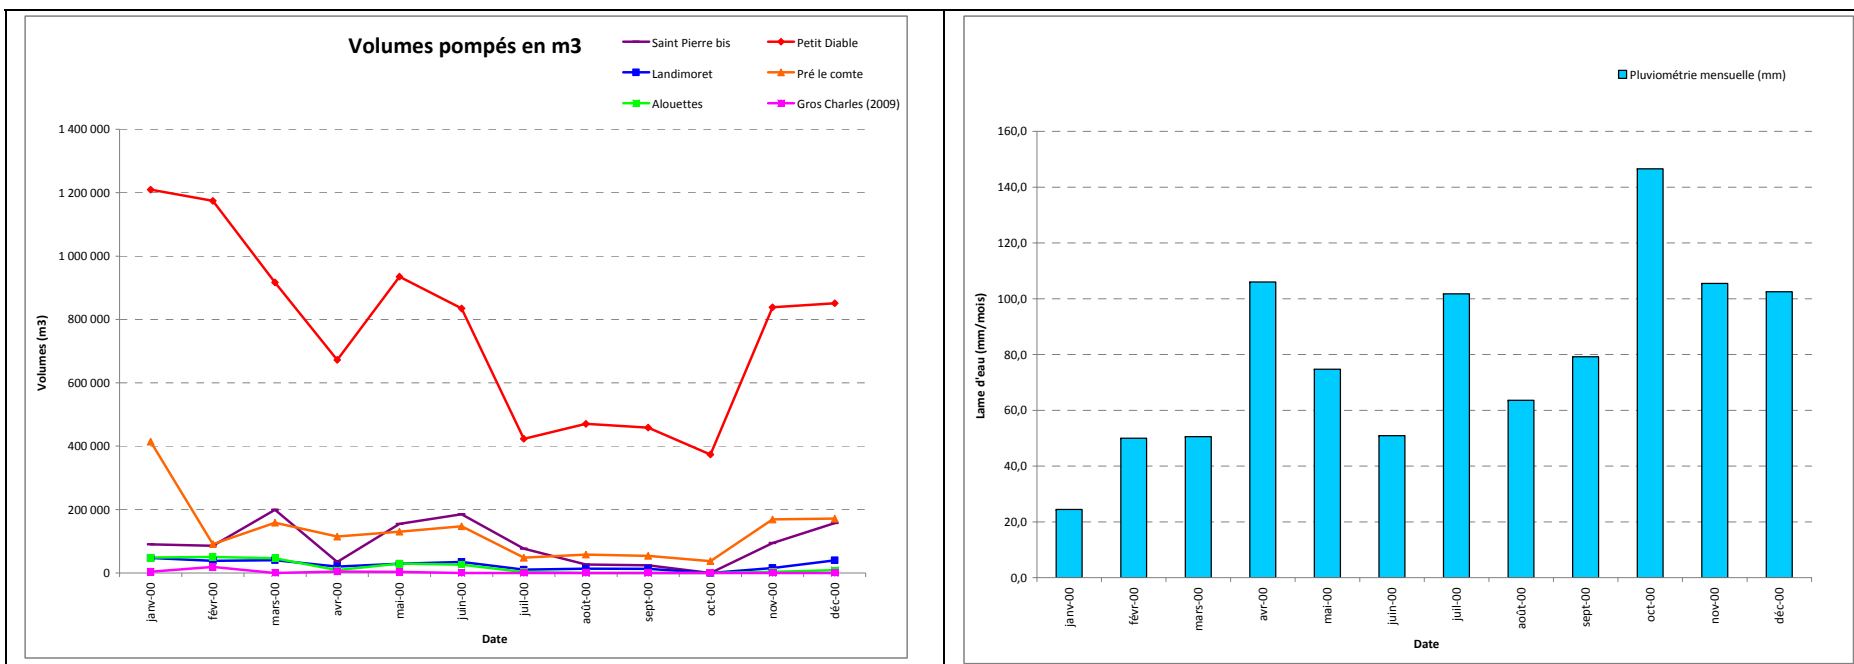 Volumes pompés en m3
Saint Pierre bis
Petit Diable
Landimoret
Pré le comte
Alouettes
Gros Charles (2009)
1 400 000
1 200 000
1 000 000
800 000
600 000
400 000
200 000
0
Volumes (m3)
janv-00
févr-00
mars-00
avr-00
mai-00
juin-00
juil-00
août-00
sept-00
oct-00
nov-00
déc-00
Date
Pluviométrie mensuelle (mm)
160,0
140,0
120,0
100,0
80,0
60,0
40,0
20,0
0,0
Lame d'eau (mm/mois)
janv-00
févr-00
mars-00
avr-00
mai-00
juin-00
juil-00
août-00
sept-00
oct-00
nov-00
déc-00
Date